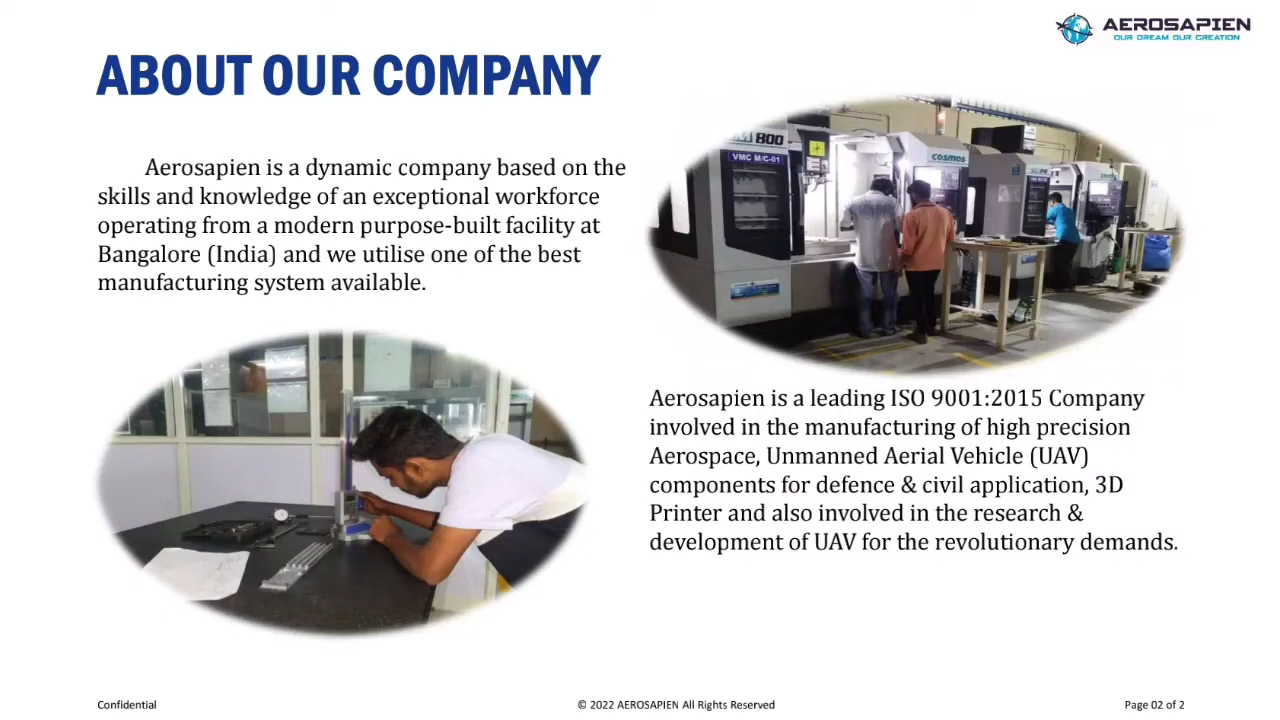 AEROSAPIEN
OUR DREAM OUR CREATION
ABOUT OUR COMPANY
Aerosapien is a dynamic company based on the
skills and knowledge of an exceptional workforce
operating from a modern purpose-built facility at
Bangalore (India) and we utilise one of the best
manufacturing system available.
800
VMC M/C-01
COSMOS
Aerosapien is a leading ISO 9001:2015 Company
involved in the manufacturing of high precision
Aerospace, Unmanned Aerial Vehicle (UAV)
components for defence & civil application, 3D
Printer and also involved in the research &
development of UAV for the revolutionary demands.
Confidential
© 2022 AEROSAPIEN All Rights Reserved
Page 02 of 2